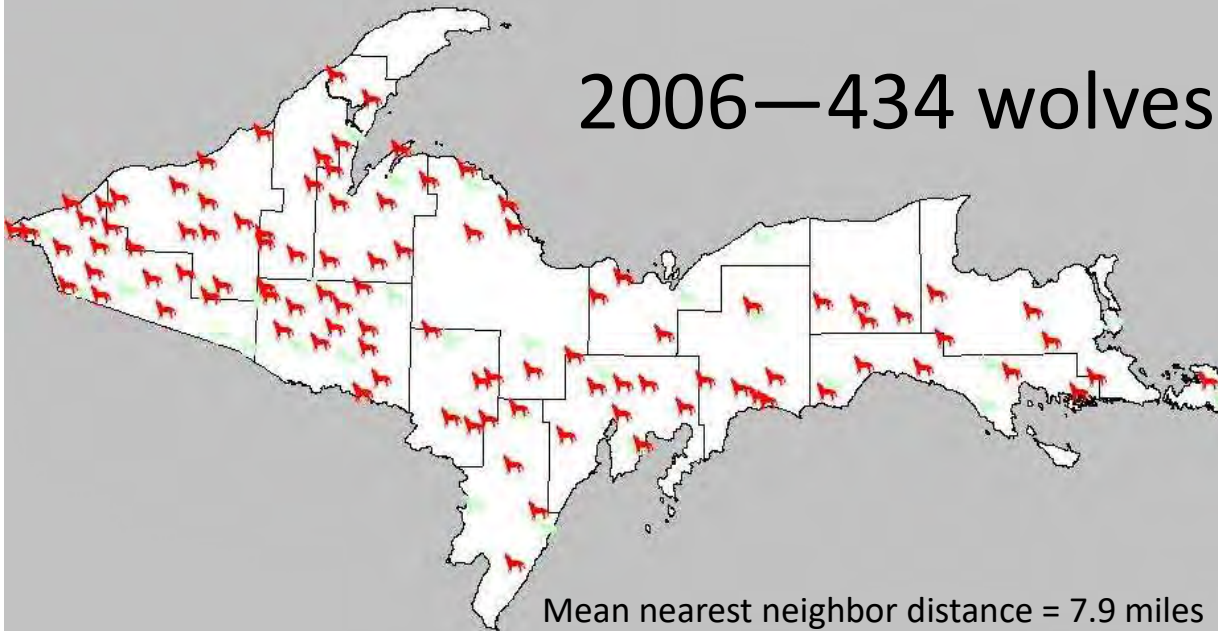 2006—434 wolves
Mean nearest neighbor distance = 7.9 miles